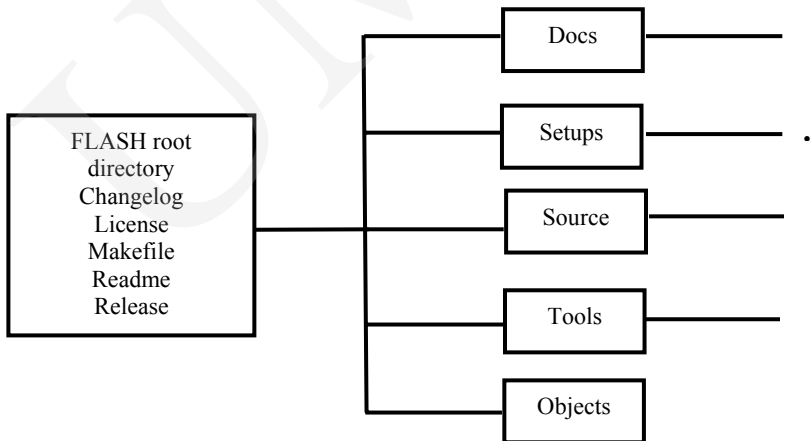 FLASH root
directory
Changelog
License
Makefile
Readme
Release
Docs
Setups
Source
Tools
Objects